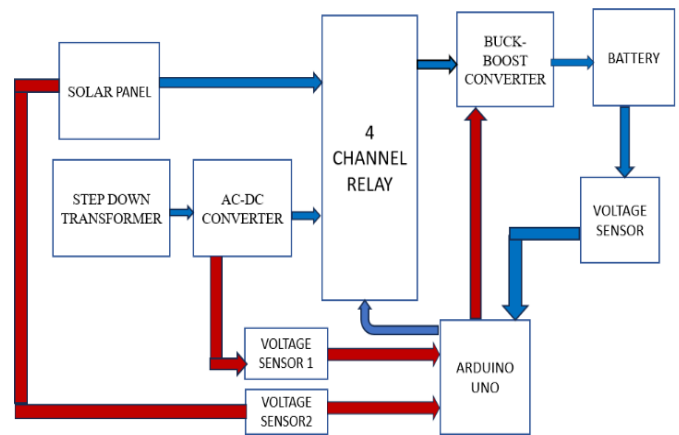 SOLAR PANEL
STEP DOWN
TRANSFORMER
AC-DC
CONVERTER
4
CHANNEL
RELAY
BUCK-
BOOST
CONVERTER
BATTERY
VOLTAGE
SENSOR
VOLTAGE
SENSOR 1
VOLTAGE
SENSOR2
ARDUINO
UNO